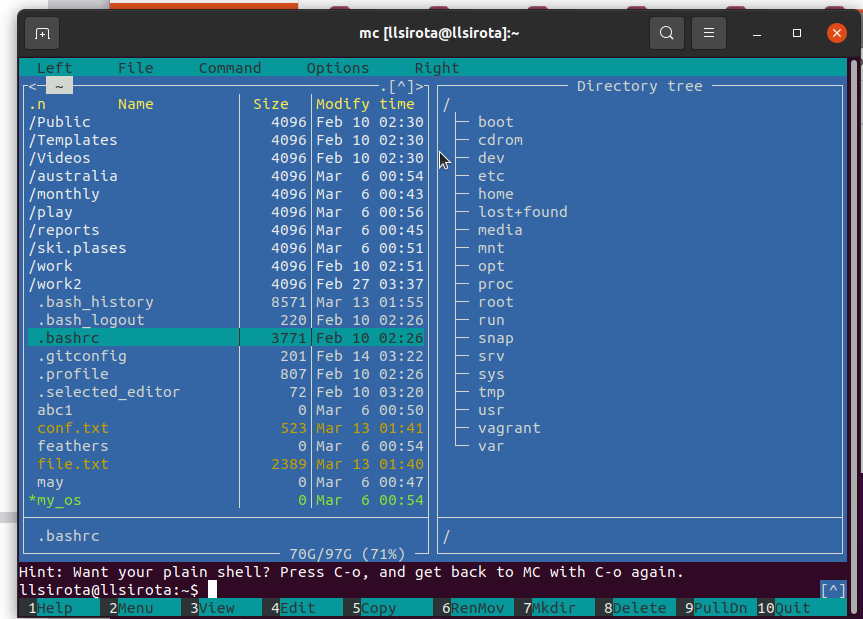 mc [llsirota@llsirota]:~
Left File Command Options Right
<─ ~ .[^]>
.n Name Size Modify time
/Public 4096 Feb 10 02:30
/Templates 4096 Feb 10 02:30
/Videos 4096 Feb 10 02:30
/australia 4096 Mar 6 00:54
/monthly 4096 Mar 6 00:43
/play 4096 Mar 6 00:56
/reports 4096 Mar 6 00:45
/ski.plases 4096 Mar 6 00:51
/work 4096 Feb 10 02:51
/work2 4096 Feb 27 03:37
.bash_history 8571 Mar 13 01:55
.bash_logout 220 Feb 10 02:26
.bashrc 3771 Feb 10 02:26
.gitconfig 201 Feb 14 03:22
.profile 807 Feb 10 02:26
.selected_editor 72 Feb 10 03:20
abc1 0 Mar 6 00:50
conf.txt 523 Mar 13 01:41
feathers 0 Mar 6 00:54
file.txt 2389 Mar 13 01:40
may 0 Mar 6 00:47
*my_os 0 Mar 6 00:54
.bashrc
70G/97G (71%)
Directory tree
/
boot
cdrom
dev
etc
home
lost+found
media
mnt
opt
proc
root
run
snap
srv
sys
tmp
usr
vagrant
var
/
Hint: Want your plain shell? Press C-o, and get back to MC with C-o again.
llsirota@llsirota:~$ [^]
1Help 2Menu 3View 4Edit 5Copy 6RenMov 7Mkdir 8Delete 9PullDn 10Quit